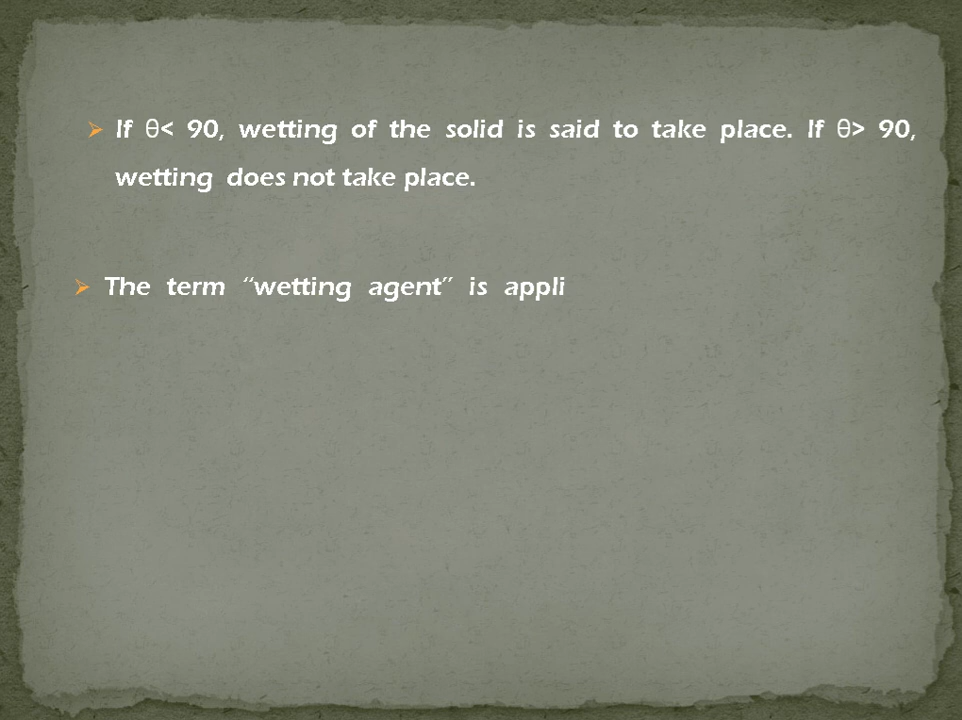 If θ< 90, wetting of the solid is said to take place. If θ> 90,
wetting does not take place.
The term “wetting agent” is appli